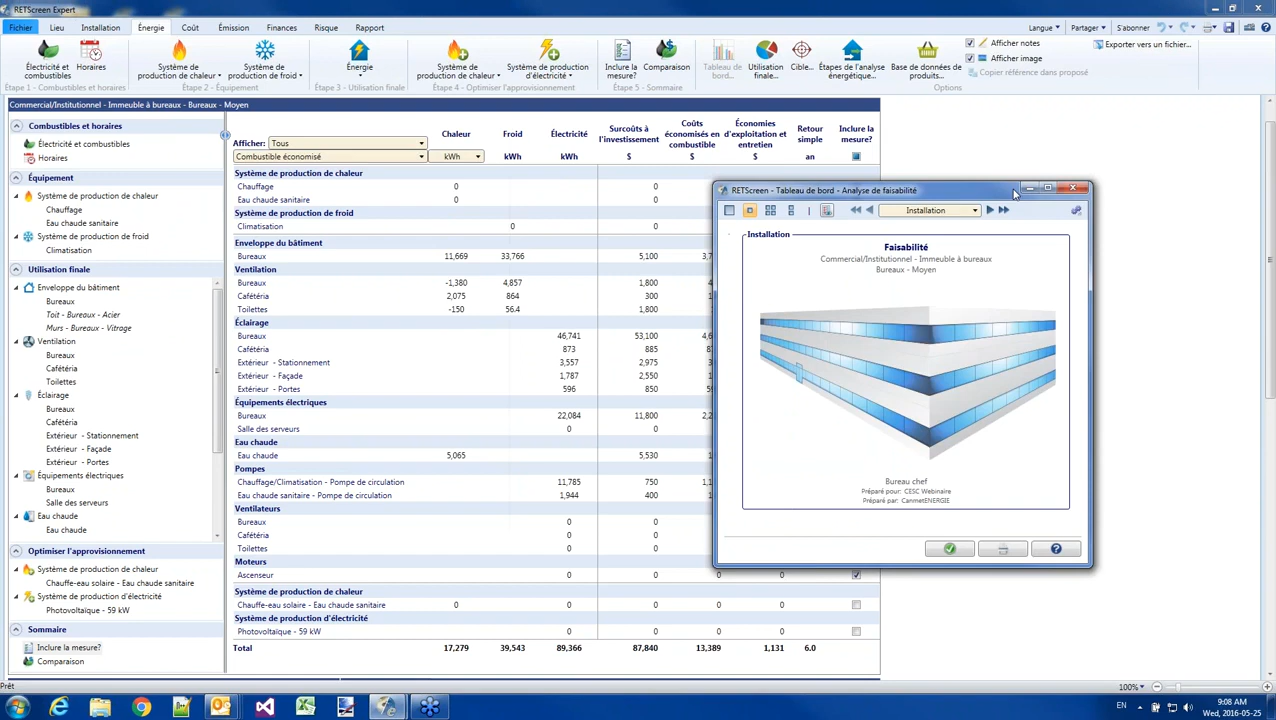 RETScreen Expert
Fichier Lieu Installation Énergie Coût Émission Finances Risque Rapport Langue Partager S'abonner
Électricité et combustibles
Horaires
Système de production de chaleur
Système de production de froid
Énergie
Système de production de chaleur
Système de production d'électricité
Inclure la mesure?
Comparaison
Tableau de bord...
Utilisation finale...
Cible...
Étapes de l'analyse énergétique...
Base de données de produits...
Afficher notes
Afficher image
Copier référence dans proposé
Exporter vers un fichier...
Étape 1 - Combustibles et horaires
Étape 2 - Équipement
Étape 3 - Utilisation finale
Étape 4 - Optimiser l'approvisionnement
Étape 5 - Sommaire
Options
Commercial/Institutionnel - Immeuble à bureaux - Bureaux - Moyen
Combustibles et horaires
Électricité et combustibles
Horaires
Équipement
Système de production de chaleur
Chauffage
Eau chaude sanitaire
Système de production de froid
Climatisation
Utilisation finale
Enveloppe du bâtiment
Bureaux
Toit - Bureaux - Acier
Murs - Bureaux - Vitrage
Ventilation
Bureaux
Cafétéria
Toilettes
Éclairage
Bureaux
Cafétéria
Extérieur - Stationnement
Extérieur - Façade
Extérieur - Portes
Équipements électriques
Bureaux
Salle des serveurs
Eau chaude
Eau chaude
Optimiser l'approvisionnement
Système de production de chaleur
Chauffe-eau solaire - Eau chaude sanitaire
Système de production d'électricité
Photovoltaïque - 59 kW
Sommaire
Inclure la mesure?
Comparaison
Afficher: Tous
Combustible économisé
Chaleur Froid Électricité
kWh kWh kWh
Surcoûts à l'investissement $
Coûts économisés en combustible $
Économies d'exploitation et entretien $
Retour simple an
Inclure la mesure?
Système de production de chaleur
Chauffage 0 0
Eau chaude sanitaire 0 0
Système de production de froid
Climatisation 0 0
Enveloppe du bâtiment
Bureaux 11,669 33,766 5,100 3,7
Ventilation
Bureaux -1,380 4,857 1,800
Cafétéria 2,075 864 300
Toilettes -150 56.4 1,800
Éclairage
Bureaux 46,741 53,100 4,6
Cafétéria 873 885 8
Extérieur - Stationnement 3,557 2,975 3
Extérieur - Façade 1,787 2,550 1
Extérieur - Portes 596 850 5
Équipements électriques
Bureaux 22,084 11,800 2,2
Salle des serveurs 0 0
Eau chaude
Eau chaude 5,065 5,530
Pompes
Chauffage/Climatisation - Pompe de circulation 11,785 750 1,1
Eau chaude sanitaire - Pompe de circulation 1,944 400
Ventilateurs
Bureaux 0 0
Cafétéria 0 0
Toilettes 0 0
Moteurs
Ascenseur 0 0 0 0
Système de production de chaleur
Chauffe-eau solaire - Eau chaude sanitaire 0 0 0 0 0
Système de production d'électricité
Photovoltaïque - 59 kW 0 0 0 0
Total 17,279 39,543 89,366 87,840 13,389 1,131 6.0
RETScreen - Tableau de bord - Analyse de faisabilité
Installation
Installation
Faisabilité
Commercial/Institutionnel - Immeuble à bureaux
Bureaux - Moyen
Bureau chef
Préparé pour: CESC Webinaire
Préparé par: CanmetÉNERGIE
Prêt
100%
EN
9:08 AM
Wed, 2016-05-25